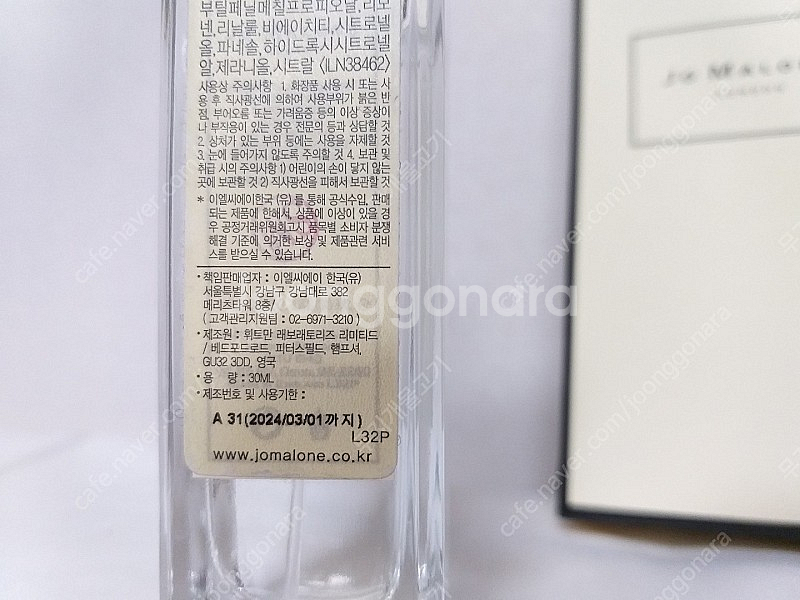 부틸페닐메칠프로피오날,리모
넨,리날룰,비에이치티,시트로넬
올,파네솔,하이드록시시트로넬
알,제라니올,시트랄 <ILN38462>
사용상 주의사항 1. 화장품 사용 시 또는 사
용 후 직사광선에 의하여 사용부위가 붉은 반
점, 부어오름 또는 가려움증 등의 이상 증상이
나 부작용이 있는 경우 전문의 등과 상담할 것
2. 상처가 있는 부위 등에는 사용을 자제할 것
3. 눈에 들어가지 않도록 주의할 것 4. 보관 및
취급 시의 주의사항 1) 어린이의 손이 닿지 않는
곳에 보관할 것 2) 직사광선을 피해서 보관할 것
* 이엘씨에이한국 (유) 를 통해 공식수입, 판매
되는 제품에 한해서, 상품에 이상이 있을 경
우 공정거래위원회고시 품목별 소비자 분쟁
해결 기준에 의거한 보상 및 제품관련 서비
스를 받으실 수 있습니다.
• 책임판매업자 : 이엘씨에이 한국(유)
서울특별시 강남구 강남대로 382
메리츠타워 8층/
( 고객관리지원팀 : 02-6971-3210 )
• 제조원 : 휘트만 래보래토리즈 리미티드
/ 베드포드로드, 피터스필드, 햄프셔,
GU32 3DD, 영국
• 용 량 : 30ML
• 제조번호 및 사용기한 :
A 31(2024/03/01까지)
L32P
www.jomalone.co.kr
JO MALO
joonggonara
cafe.naver.com/joonggonara